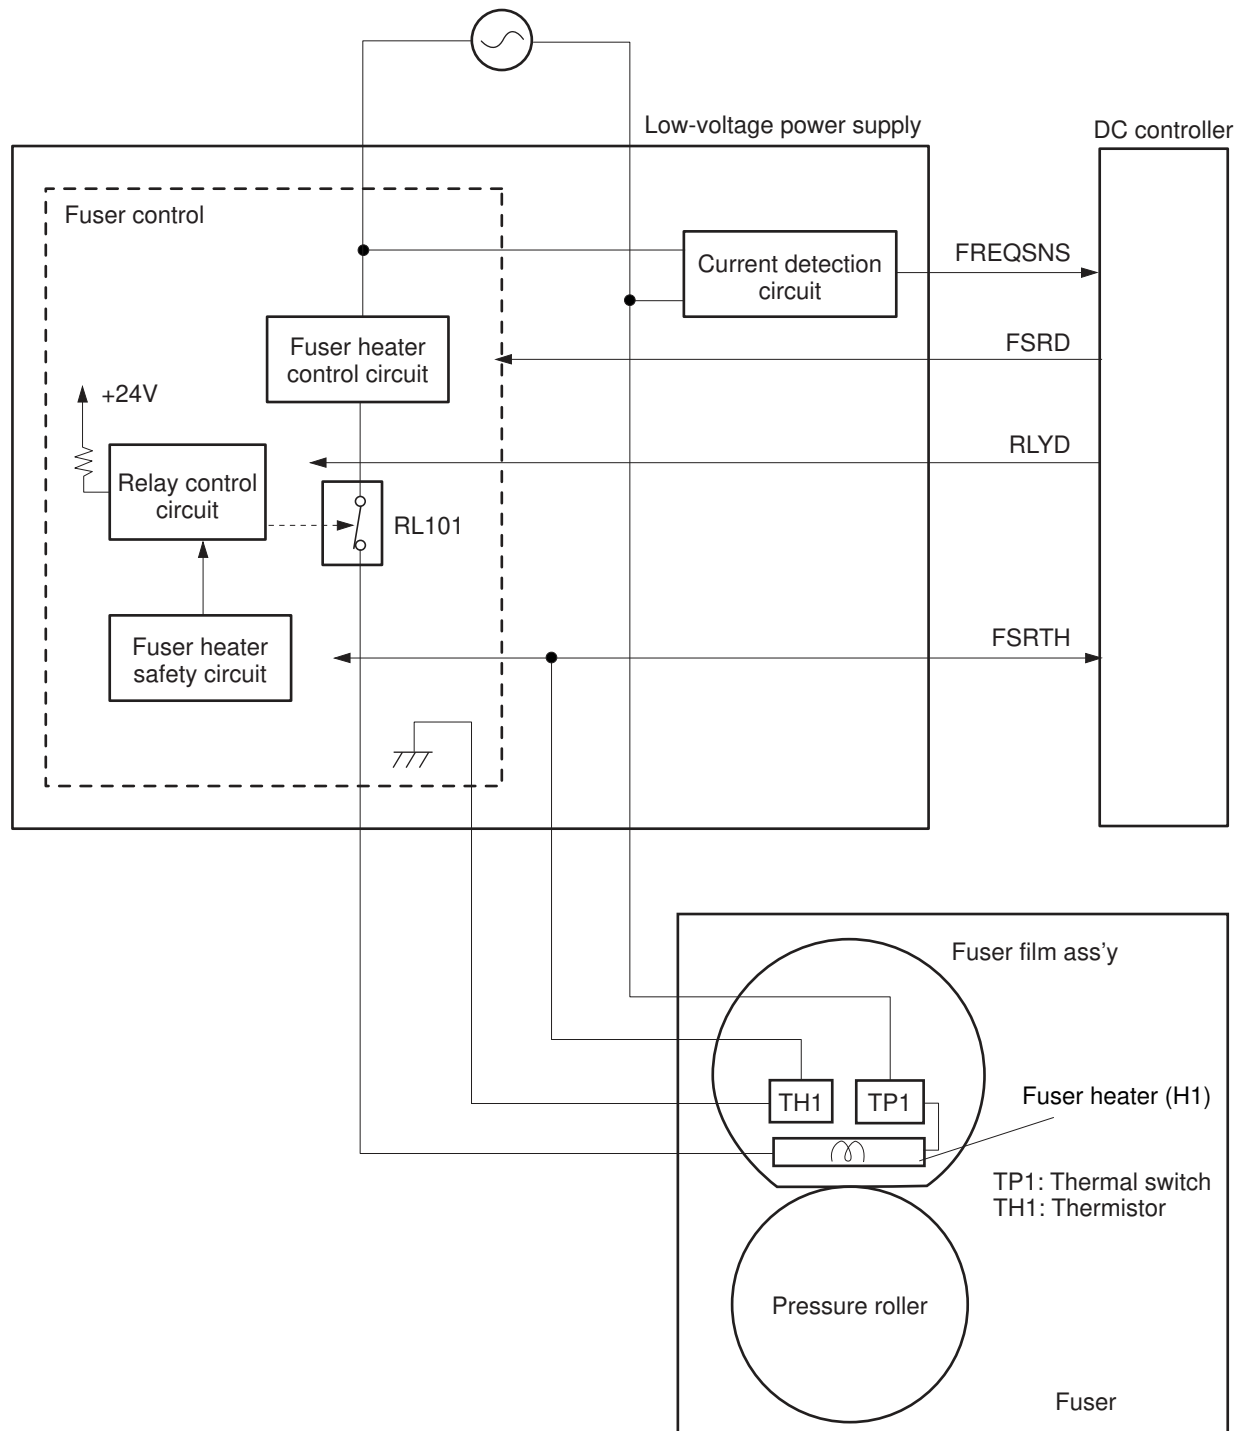 Low-voltage power supply
DC controller
Fuser control
Current detection
circuit
FREQSNS
Fuser heater
control circuit
FSRD
+24V
Relay control
circuit
RL101
RLYD
Fuser heater
safety circuit
FSRTH
Fuser film ass'y
TH1
TP1
Fuser heater (H1)
TP1: Thermal switch
TH1: Thermistor
Pressure roller
Fuser